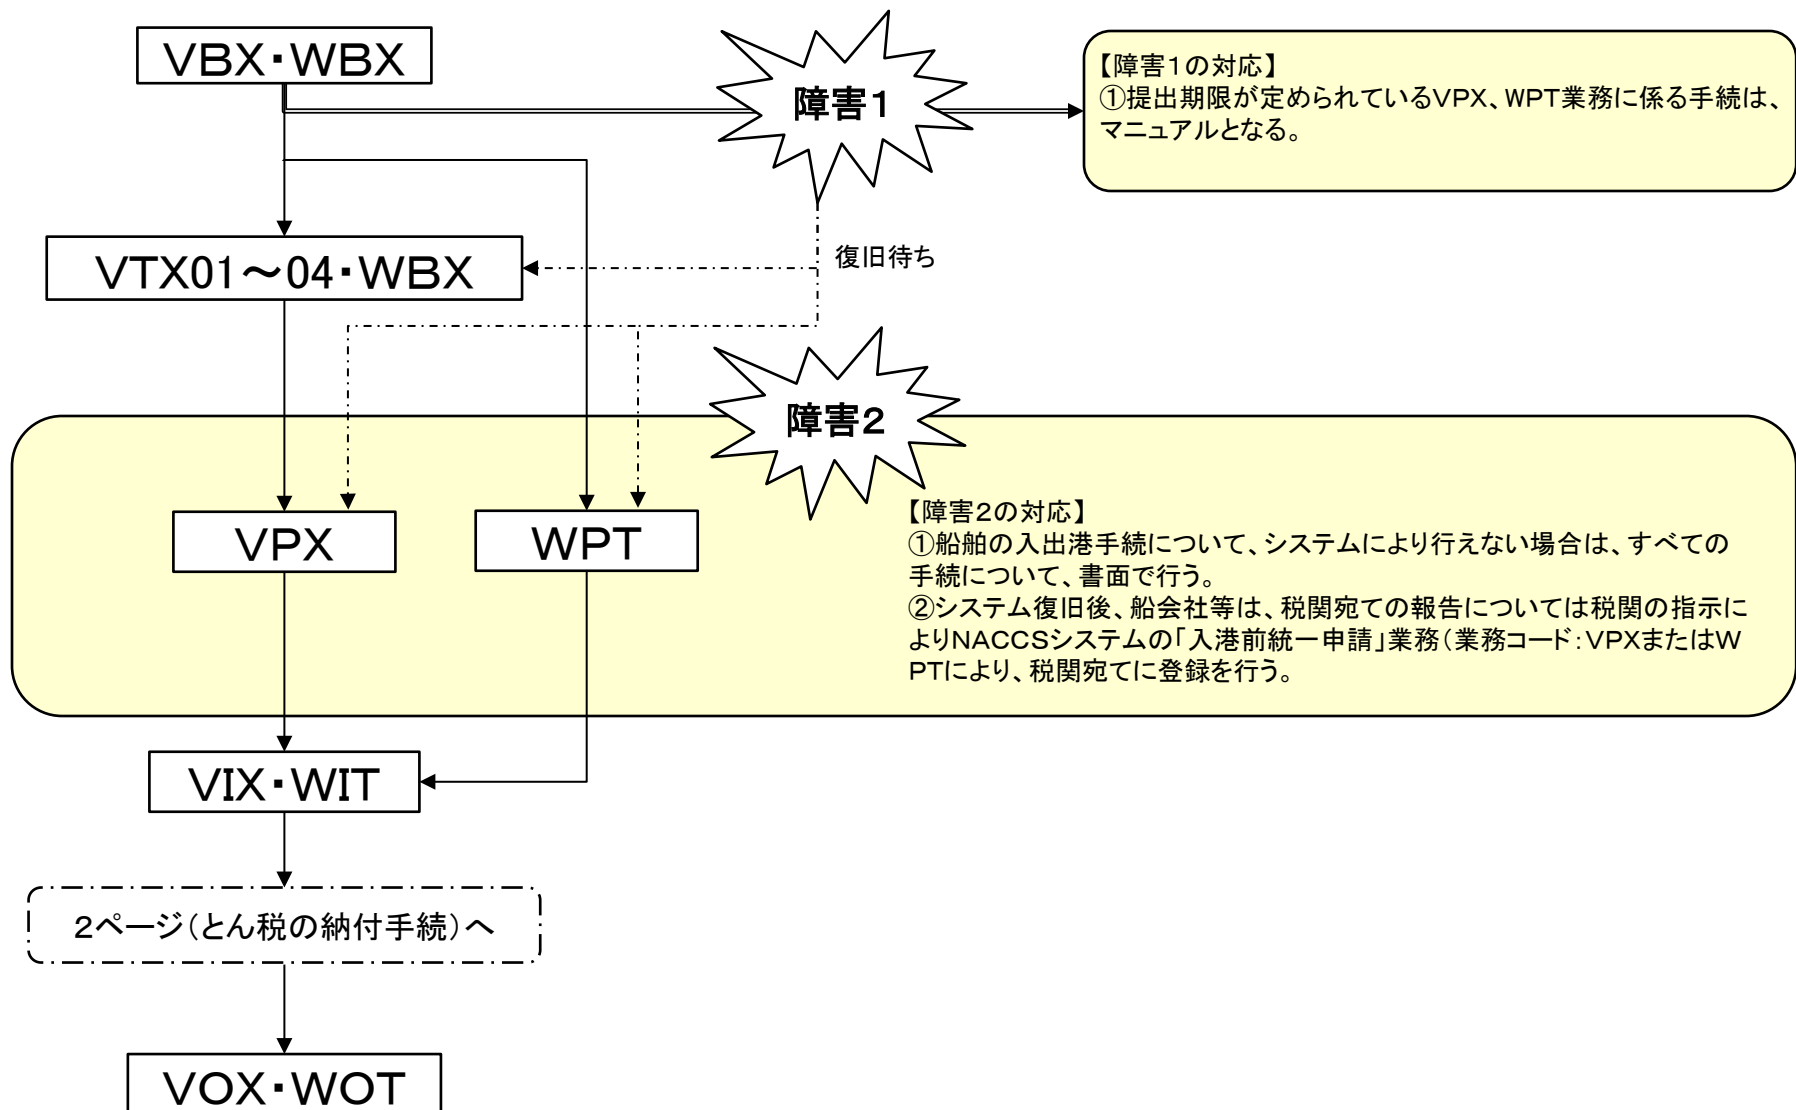 VBX・WBX
障害1
【障害1の対応】
①提出期限が定められているVPX、WPT業務に係る手続は、
マニュアルとなる。
VTX01～04・WBX
復旧待ち
障害2
VPX
WPT
【障害2の対応】
①船舶の入出港手続について、システムにより行えない場合は、すべての
手続について、書面で行う。
②システム復旧後、船会社等は、税関宛ての報告については税関の指示に
よりNACCSシステムの「入港前統一申請」業務（業務コード：VPXまたはW
PTにより、税関宛てに登録を行う。
VIX・WIT
2ページ（とん税の納付手続）へ
VOX・WOT